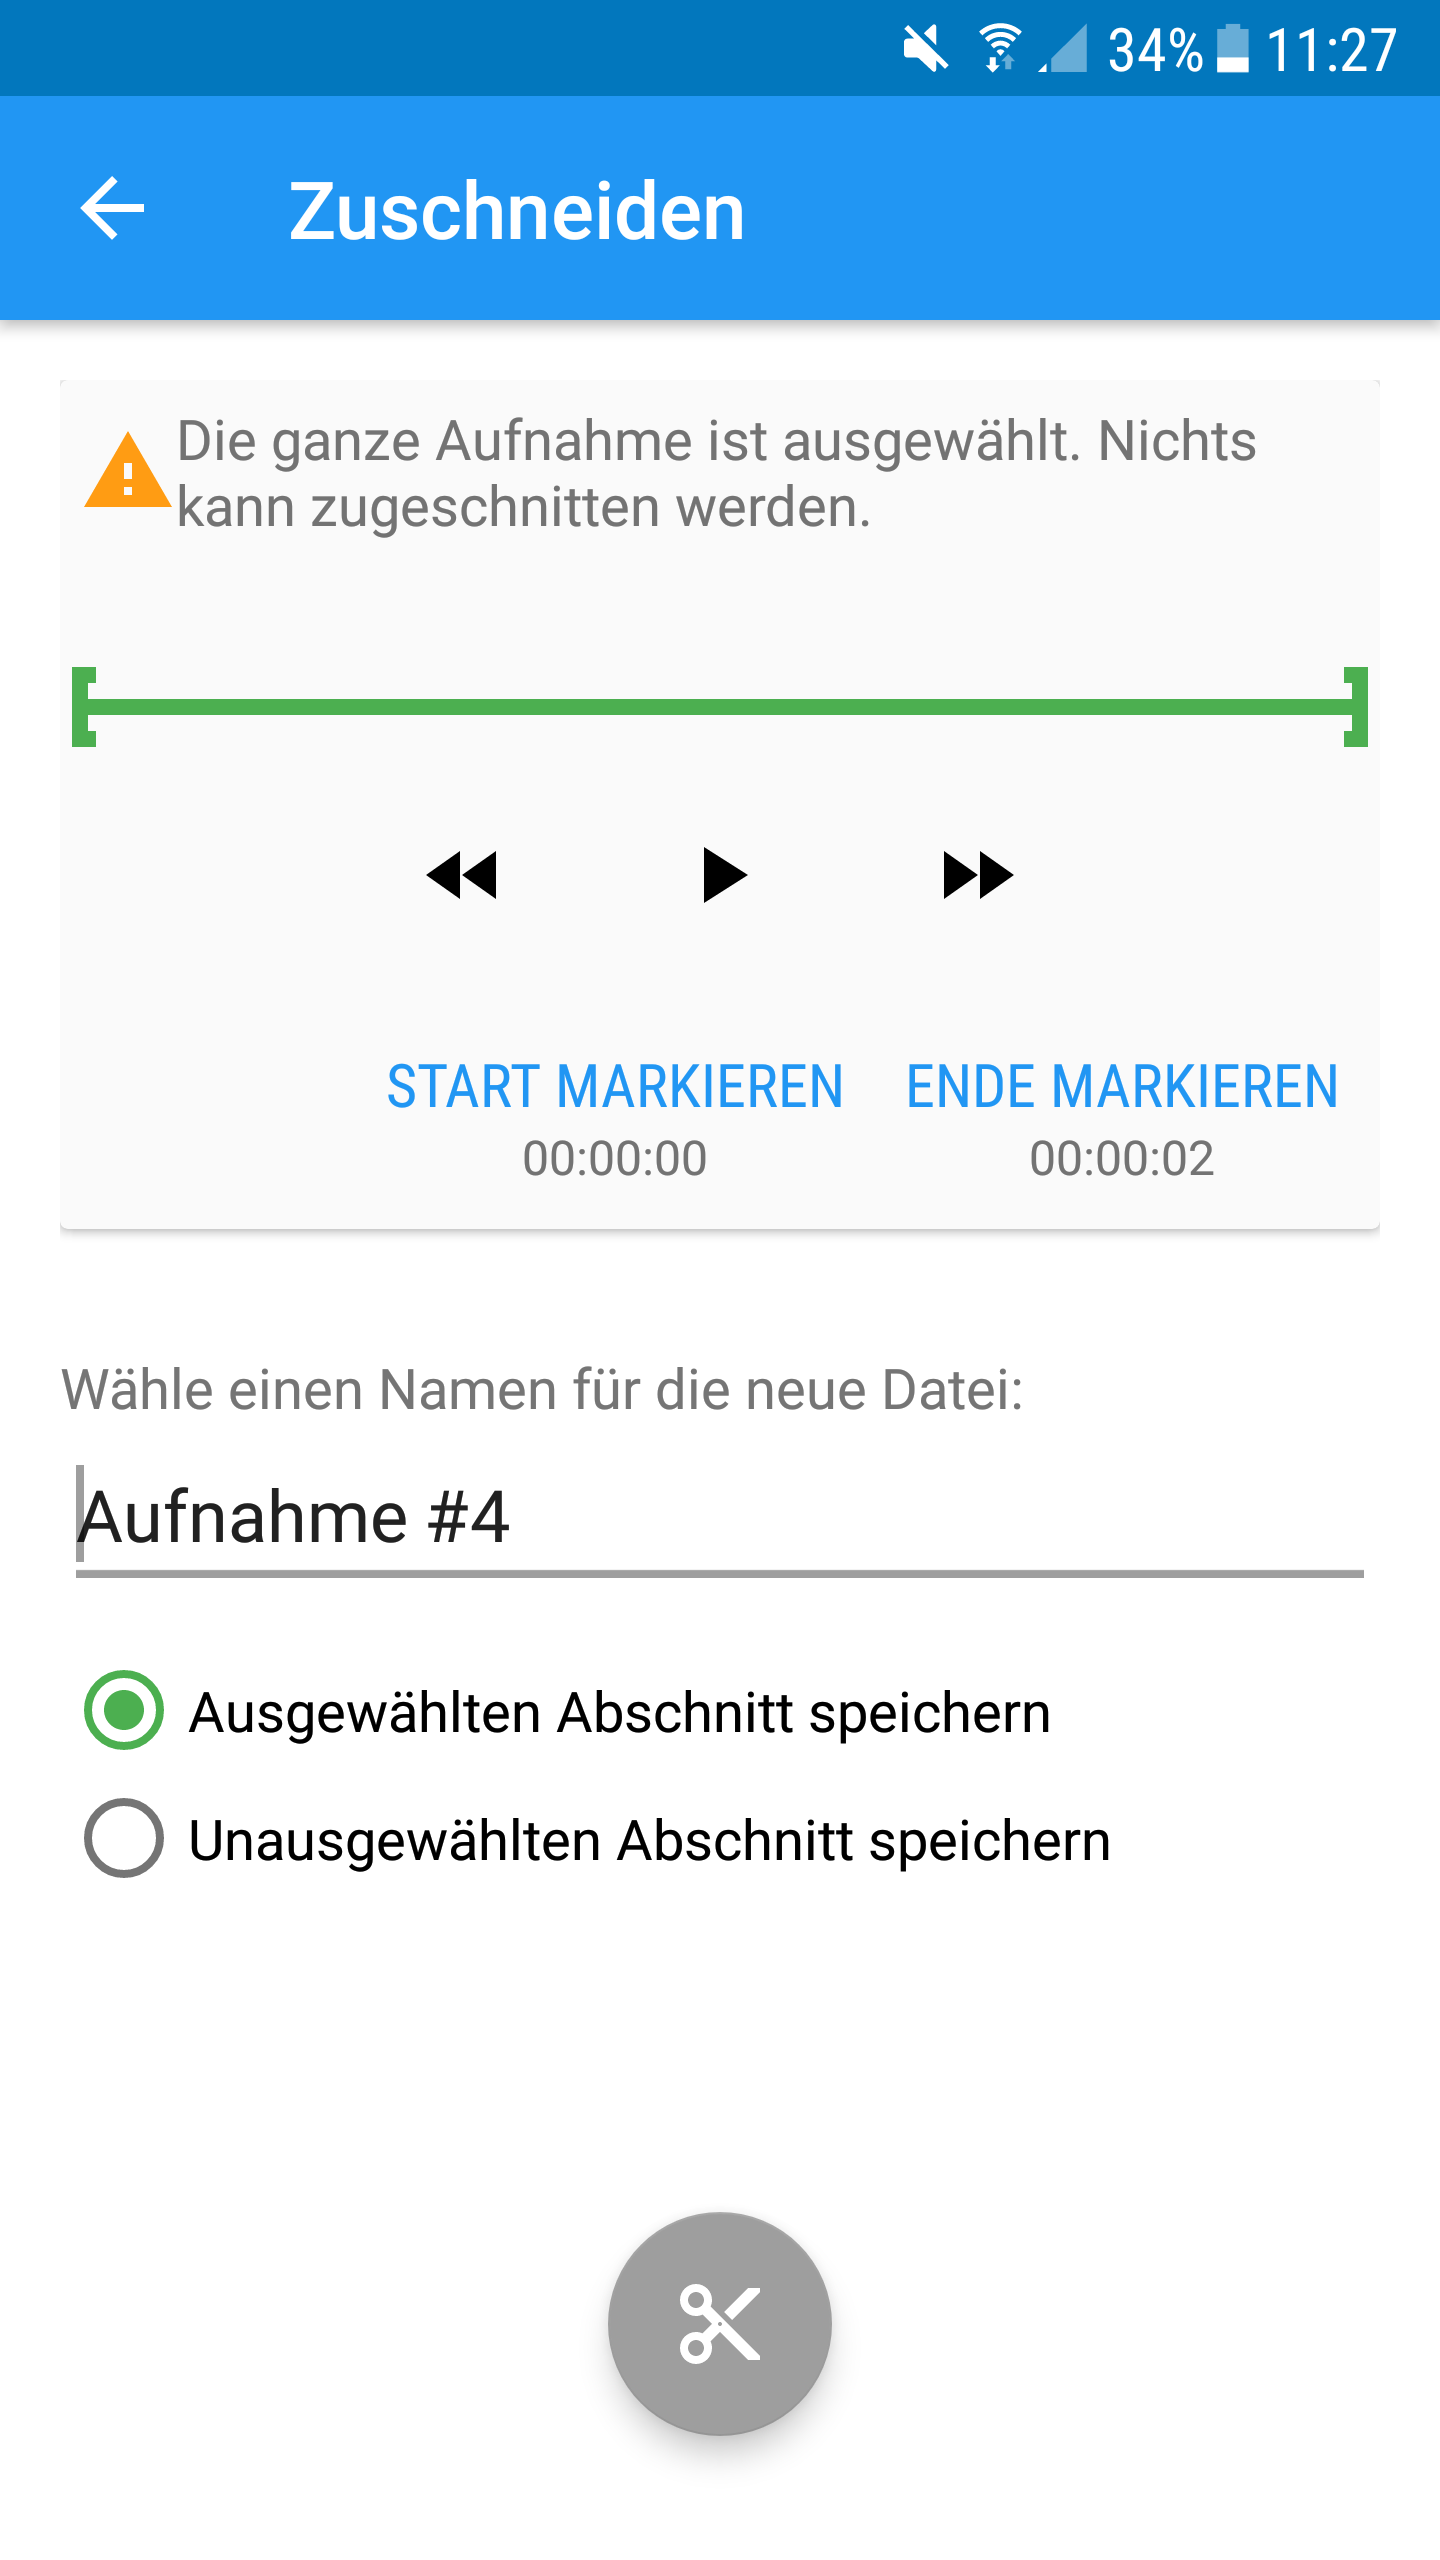 34% 11:27
Zuschneiden
Die ganze Aufnahme ist ausgewählt. Nichts
kann zugeschnitten werden.
START MARKIEREN ENDE MARKIEREN
00:00:00 00:00:02
Wähle einen Namen für die neue Datei:
Aufnahme #4
Ausgewählten Abschnitt speichern
Unausgewählten Abschnitt speichern